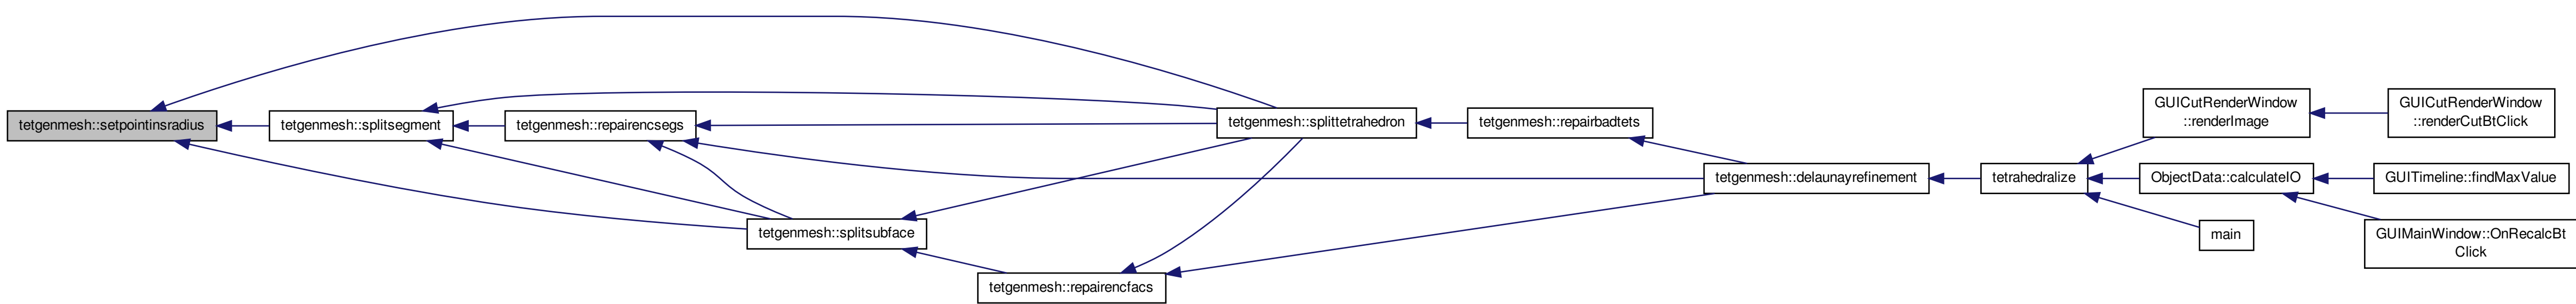 tetgenmesh::setpointinsradius
tetgenmesh::splitsegment
tetgenmesh::repairencsegs
tetgenmesh::splitsubface
tetgenmesh::repairencfacs
tetgenmesh::splittetrahedron
tetgenmesh::repairbadtets
tetgenmesh::delaunayrefinement
tetrahedralize
GUICutRenderWindow
::renderImage
ObjectData::calculateIO
main
GUICutRenderWindow
::renderCutBtClick
GUITimeline::findMaxValue
GUIMainWindow::OnRecalcBt
Click